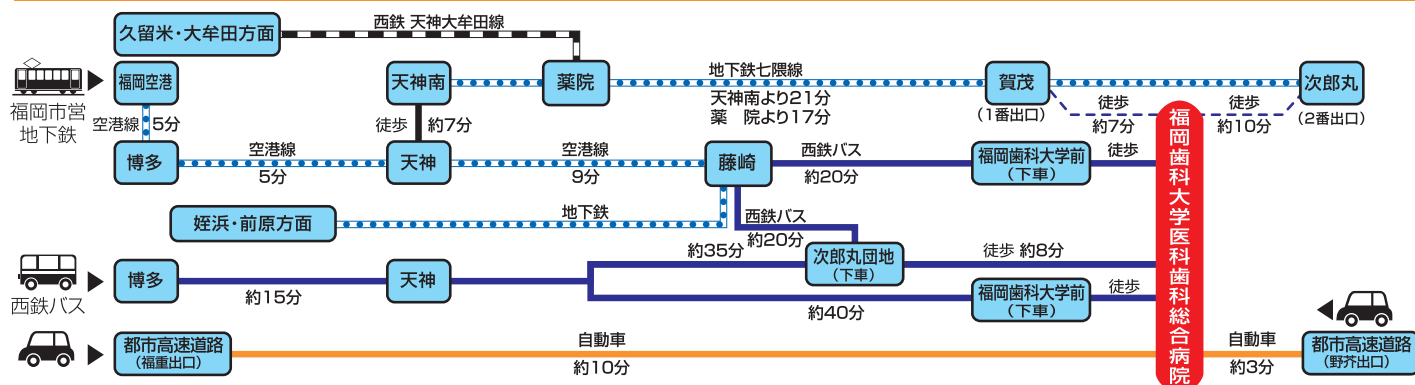 久留米・大牟田方面
西鉄 天神大牟田線
福岡市営
地下鉄
福岡空港
天神南
薬院
地下鉄七隈線
天神南より21分
薬　院より17分
賀茂
(1番出口)
次郎丸
(2番出口)
徒歩
約7分
徒歩
約10分
空港線
5分
徒歩
約7分
博多
空港線
5分
天神
空港線
9分
藤崎
西鉄バス
約20分
福岡歯科大学前
(下車)
徒歩
姪浜・前原方面
地下鉄
西鉄バス
約20分
西鉄バス
博多
約15分
天神
約35分
次郎丸団地
(下車)
徒歩 約8分
約40分
福岡歯科大学前
(下車)
徒歩
福岡歯科大学医科歯科総合病院
都市高速道路
(福重出口)
自動車
約10分
自動車
約3分
都市高速道路
(野芥出口)